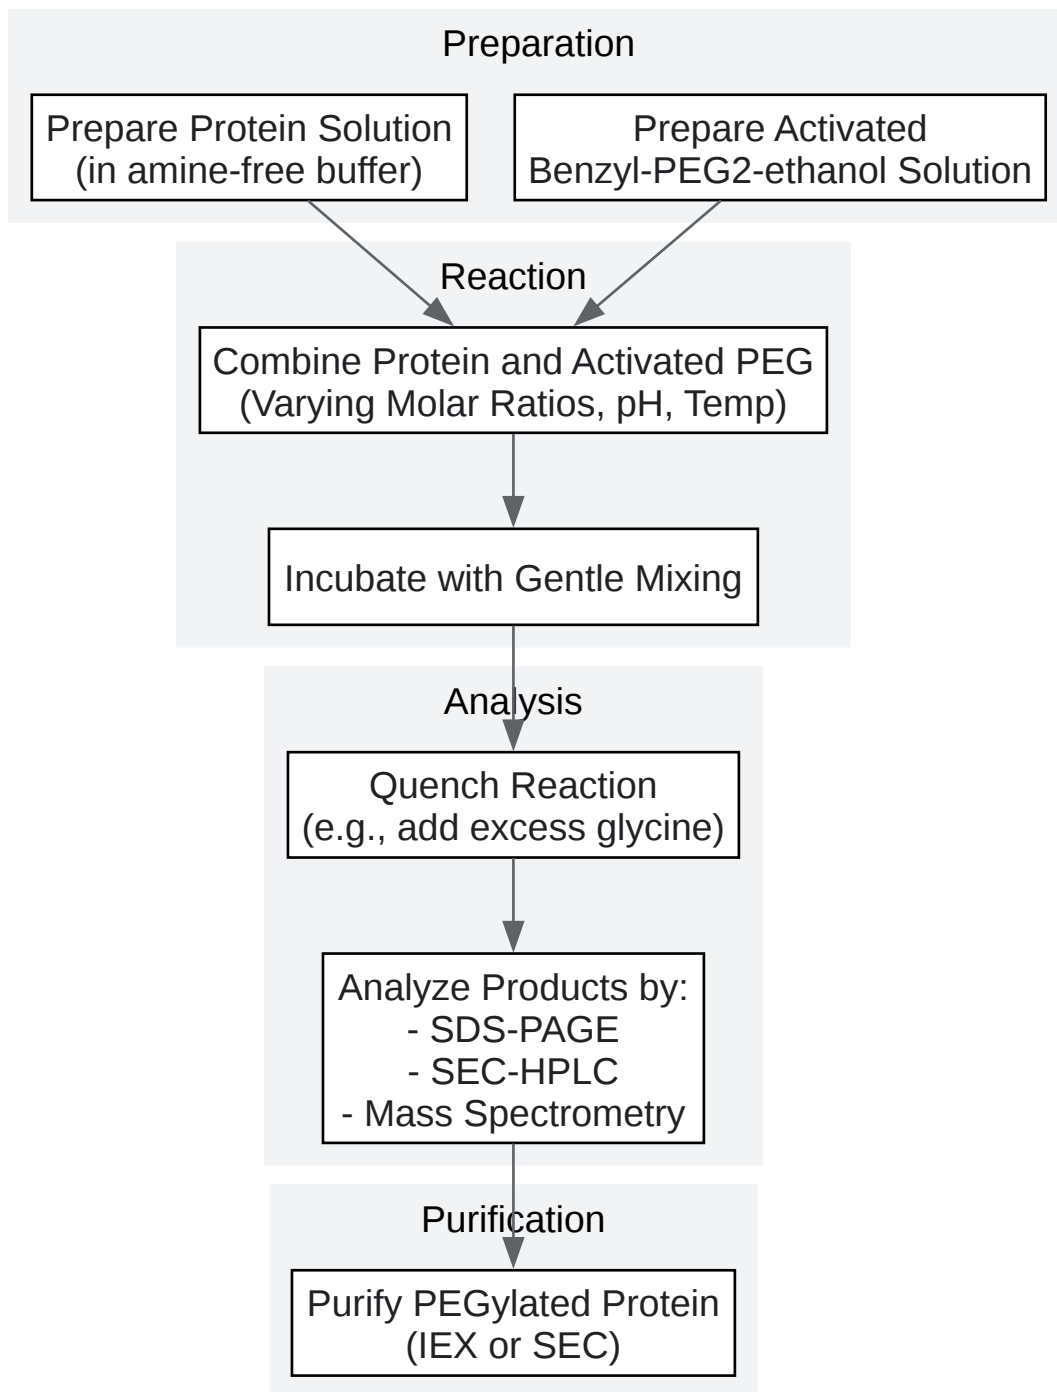 Preparation
Prepare Protein Solution
(in amine-free buffer)
Prepare Activated
Benzyl-PEG2-ethanol Solution
Reaction
Combine Protein and Activated PEG
(Varying Molar Ratios, pH, Temp)
Incubate with Gentle Mixing
Analysis
Quench Reaction
(e.g., add excess glycine)
Analyze Products by:
- SDS-PAGE
- SEC-HPLC
- Mass Spectrometry
Purification
Purify PEGylated Protein
(IEX or SEC)